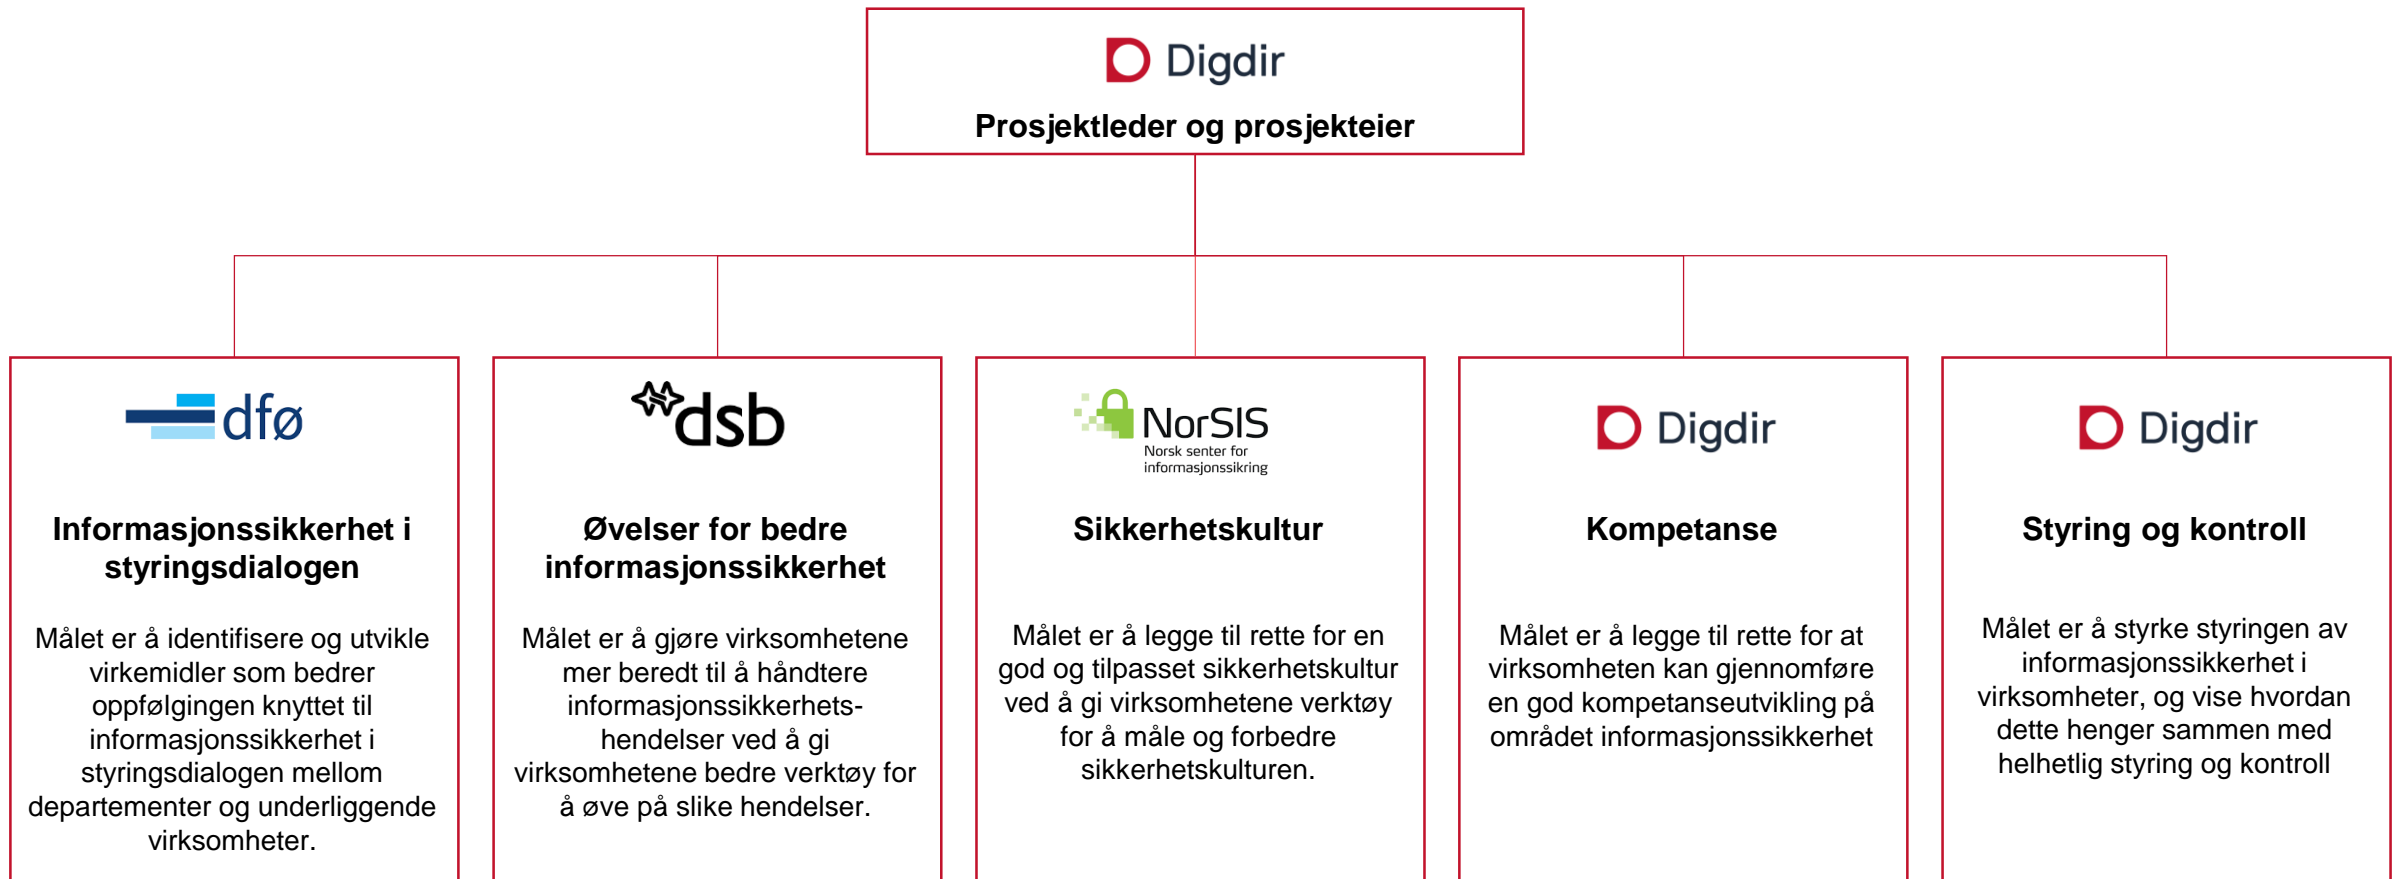 Digdir
Prosjektleder og prosjekteier
dfø
Informasjonssikkerhet i
styringsdialogen
Målet er å identifisere og utvikle
virkemidler som bedrer
oppfølgingen knyttet til
informasjonssikkerhet i
styringsdialogen mellom
departementer og underliggende
virksomheter.
dsb
Øvelser for bedre
informasjonssikkerhet
Målet er å gjøre virksomhetene
mer beredt til å håndtere
informasjonssikkerhets-
hendelser ved å gi
virksomhetene bedre verktøy for
å øve på slike hendelser.
NorSIS
Norsk senter for
informasjonssikring
Sikkerhetskultur
Målet er å legge til rette for en
god og tilpasset sikkerhetskultur
ved å gi virksomhetene verktøy
for å måle og forbedre
sikkerhetskulturen.
Digdir
Kompetanse
Målet er å legge til rette for at
virksomheten kan gjennomføre
en god kompetanseutvikling på
området informasjonssikkerhet
Digdir
Styring og kontroll
Målet er å styrke styringen av
informasjonssikkerhet i
virksomheter, og vise hvordan
dette henger sammen med
helhetlig styring og kontroll